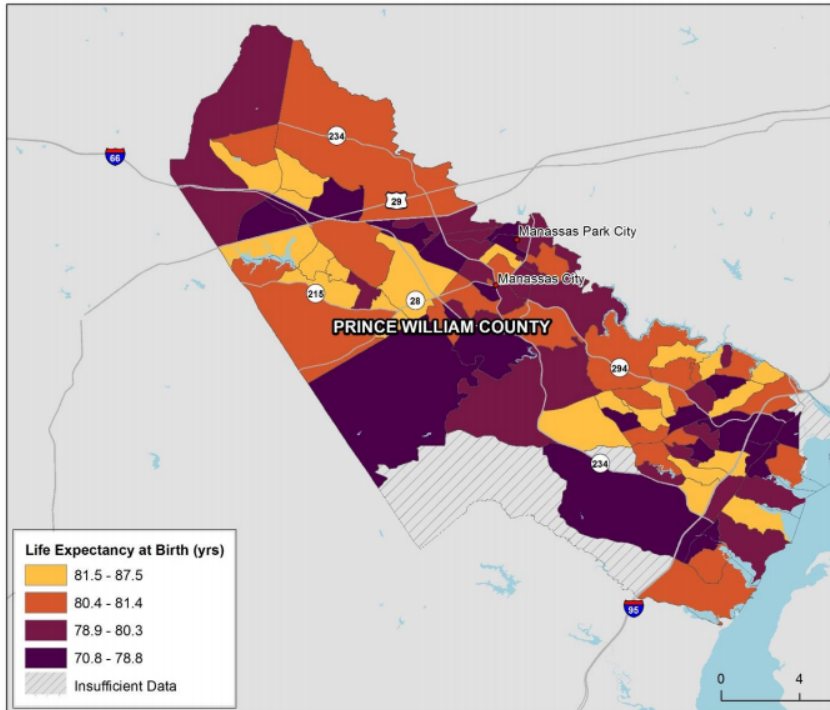 234
66
29
Manassas Park City
Manassas City
215
28
PRINCE WILLIAM COUNTY
294
234
95
Life Expectancy at Birth (yrs)
81.5 - 87.5
80.4 - 81.4
78.9 - 80.3
70.8 - 78.8
Insufficient Data
0 4